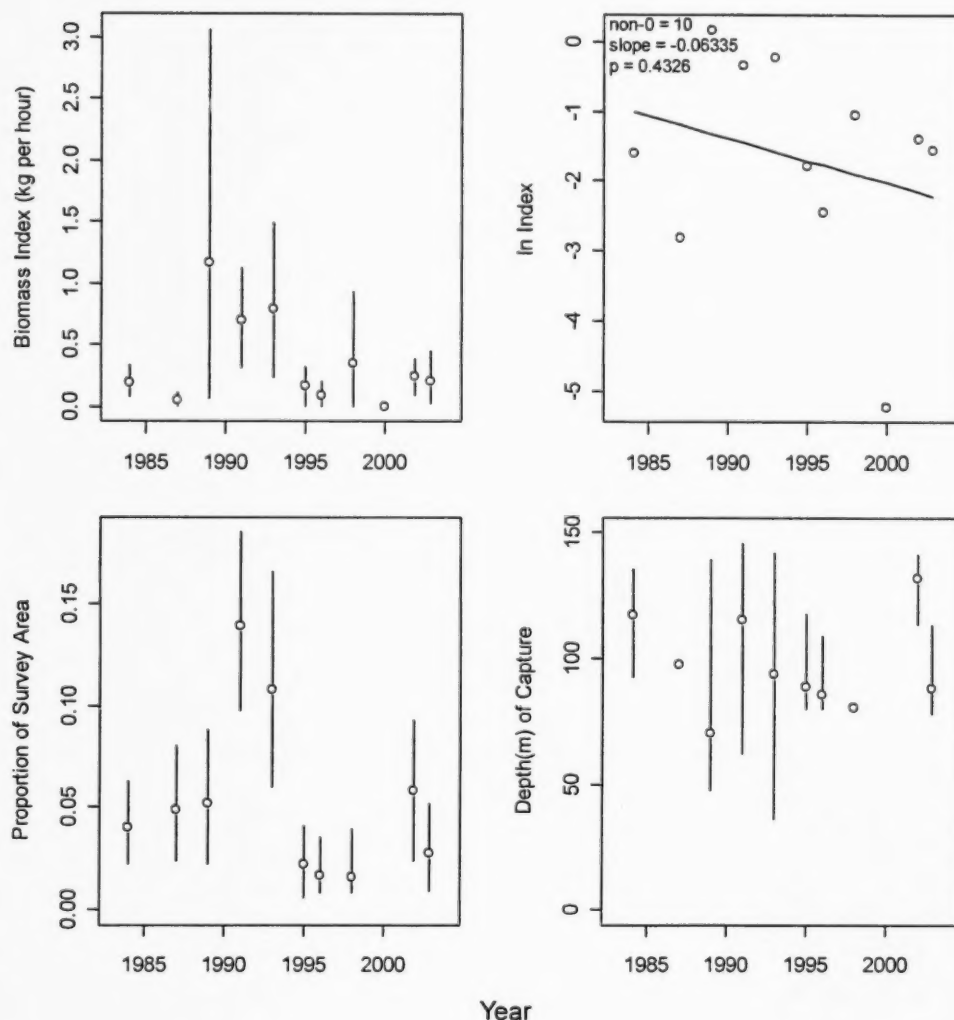 Biomass Index (kg per hour)
0.0 0.5 1.0 1.5 2.0 2.5 3.0
1985 1990 1995 2000
non-0 = 10
slope = -0.06335
p = 0.4326
ln Index
0 -1 -2 -3 -4 -5
1985 1990 1995 2000
Proportion of Survey Area
0.00 0.05 0.10 0.15
1985 1990 1995 2000
Depth(m) of Capture
0 50 100 150
1985 1990 1995 2000
Year